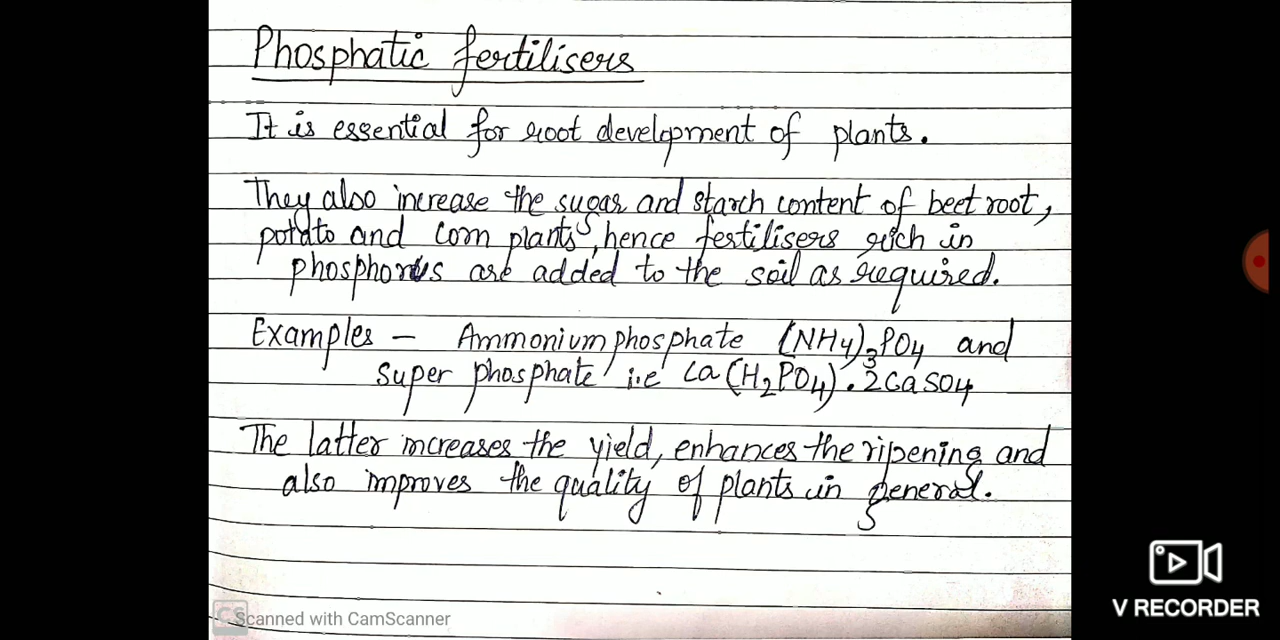 Phosphatic fertilisers
It is essential for root development of plants.
They also increase the sugar and starch content of beet root,
potato and corn plants, hence fertilisers rich in
phosphorus are added to the soil as required.
Examples – Ammonium phosphate (NH4)3PO4 and
super phosphate i.e Ca(H2PO4).2CaSO4
The latter increases the yield, enhances the ripening and
also improves the quality of plants in general.
CS Scanned with CamScanner
V RECORDER